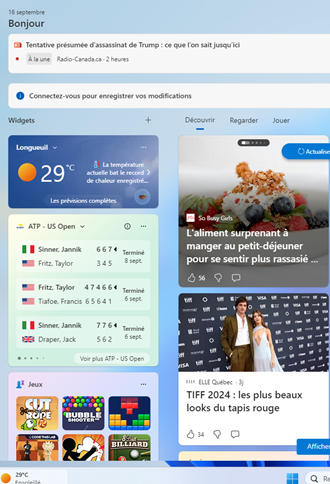 16 septembre
Bonjour
Tentative présumée d'assassinat de Trump : ce que l'on sait jusqu'ici
À la une Radio-Canada.ca · 2 heures
Connectez-vous pour enregistrer vos modifications
Widgets
Découvrir Regarder Jouer
Longueuil
29 °C
La température actuelle bat le record de chaleur enregistré...
Les prévisions complètes
Actualise
So Busy Girls
L'aliment surprenant à
manger au petit-déjeuner
pour se sentir plus rassasié ...
56
ATP - US Open
Sinner, Jannik 6 6 7
Fritz, Taylor 3 4 5
Terminé
8 sept.
Fritz, Taylor 4 7 4 6 6
Tiafoe, Francis 6 5 6 4 1
Terminé
6 sept.
Sinner, Jannik 7 7 6
Draper, Jack 5 6 2
Terminé
6 sept.
Voir plus ATP - US Open
ELLE Québec · 3j
TIFF 2024 : les plus beaux
looks du tapis rouge
34
Jeux
CUT
ROPE
BUBBLE
SHOOTER
8 BALL
BILLIARD
Afficher
29°C
Ensoleillé
Re